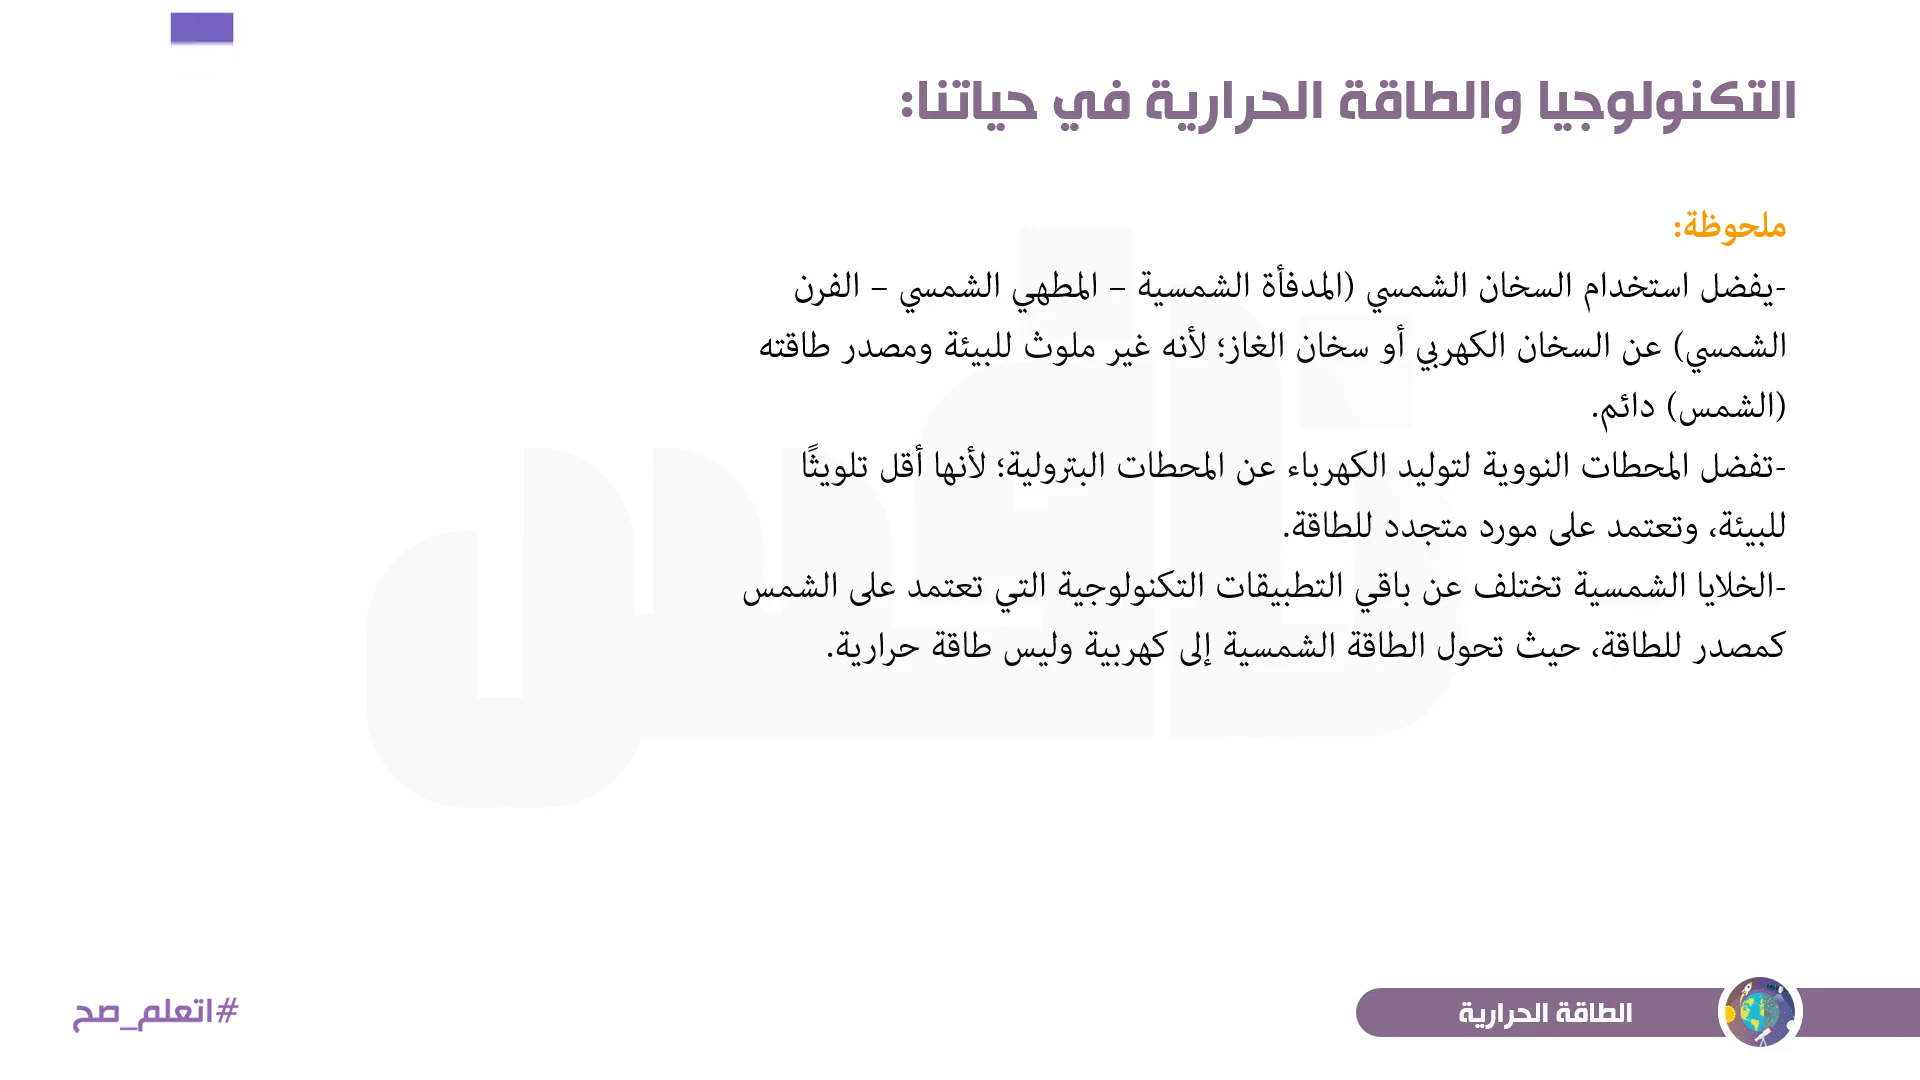 التكنولوجيا والطاقة الحرارية في حياتنا:
ملحوظة:
-يفضل استخدام السخان الشمسي (المدفأة الشمسية – المطهي الشمسي – الفرن
الشمسي) عن السخان الكهربي أو سخان الغاز؛ لأنه غير ملوث للبيئة ومصدر طاقته
(الشمس) دائم.
-تفضل المحطات النووية لتوليد الكهرباء عن المحطات البترولية؛ لأنها أقل تلويثًا
للبيئة، وتعتمد على مورد متجدد للطاقة.
-الخلايا الشمسية تختلف عن باقي التطبيقات التكنولوجية التي تعتمد على الشمس
كمصدر للطاقة، حيث تحول الطاقة الشمسية إلى كهربية وليس طاقة حرارية.
الطاقة الحرارية
#اتعلم_صح